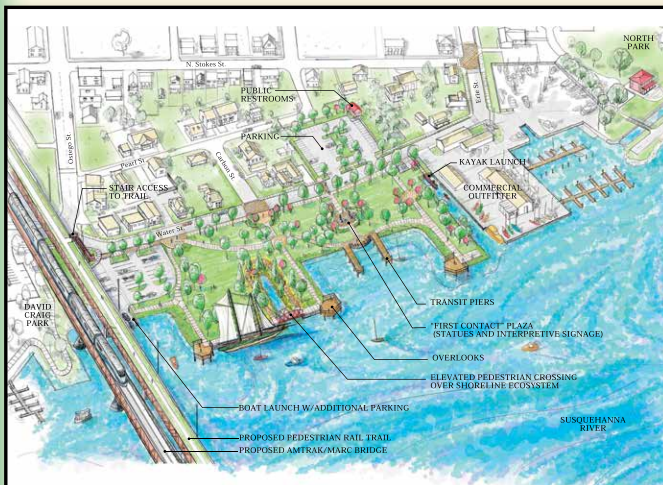 NORTH
PARK
N. Stokes St.
Erie St.
PUBLIC
RESTROOMS
PARKING
Otsego St.
Pearl St.
Carlson St.
KAYAK LAUNCH
COMMERCIAL
OUTFITTER
STAIR ACCESS
TO TRAIL
Water St.
DAVID
CRAIG
PARK
TRANSIT PIERS
"FIRST CONTACT" PLAZA
(STATUES AND INTERPRETIVE SIGNAGE)
OVERLOOKS
ELEVATED PEDESTRIAN CROSSING
OVER SHORELINE ECOSYSTEM
BOAT LAUNCH W/ADDITIONAL PARKING
SUSQUEHANNA
RIVER
PROPOSED PEDESTRIAN RAIL TRAIL
PROPOSED AMTRAK/MARC BRIDGE